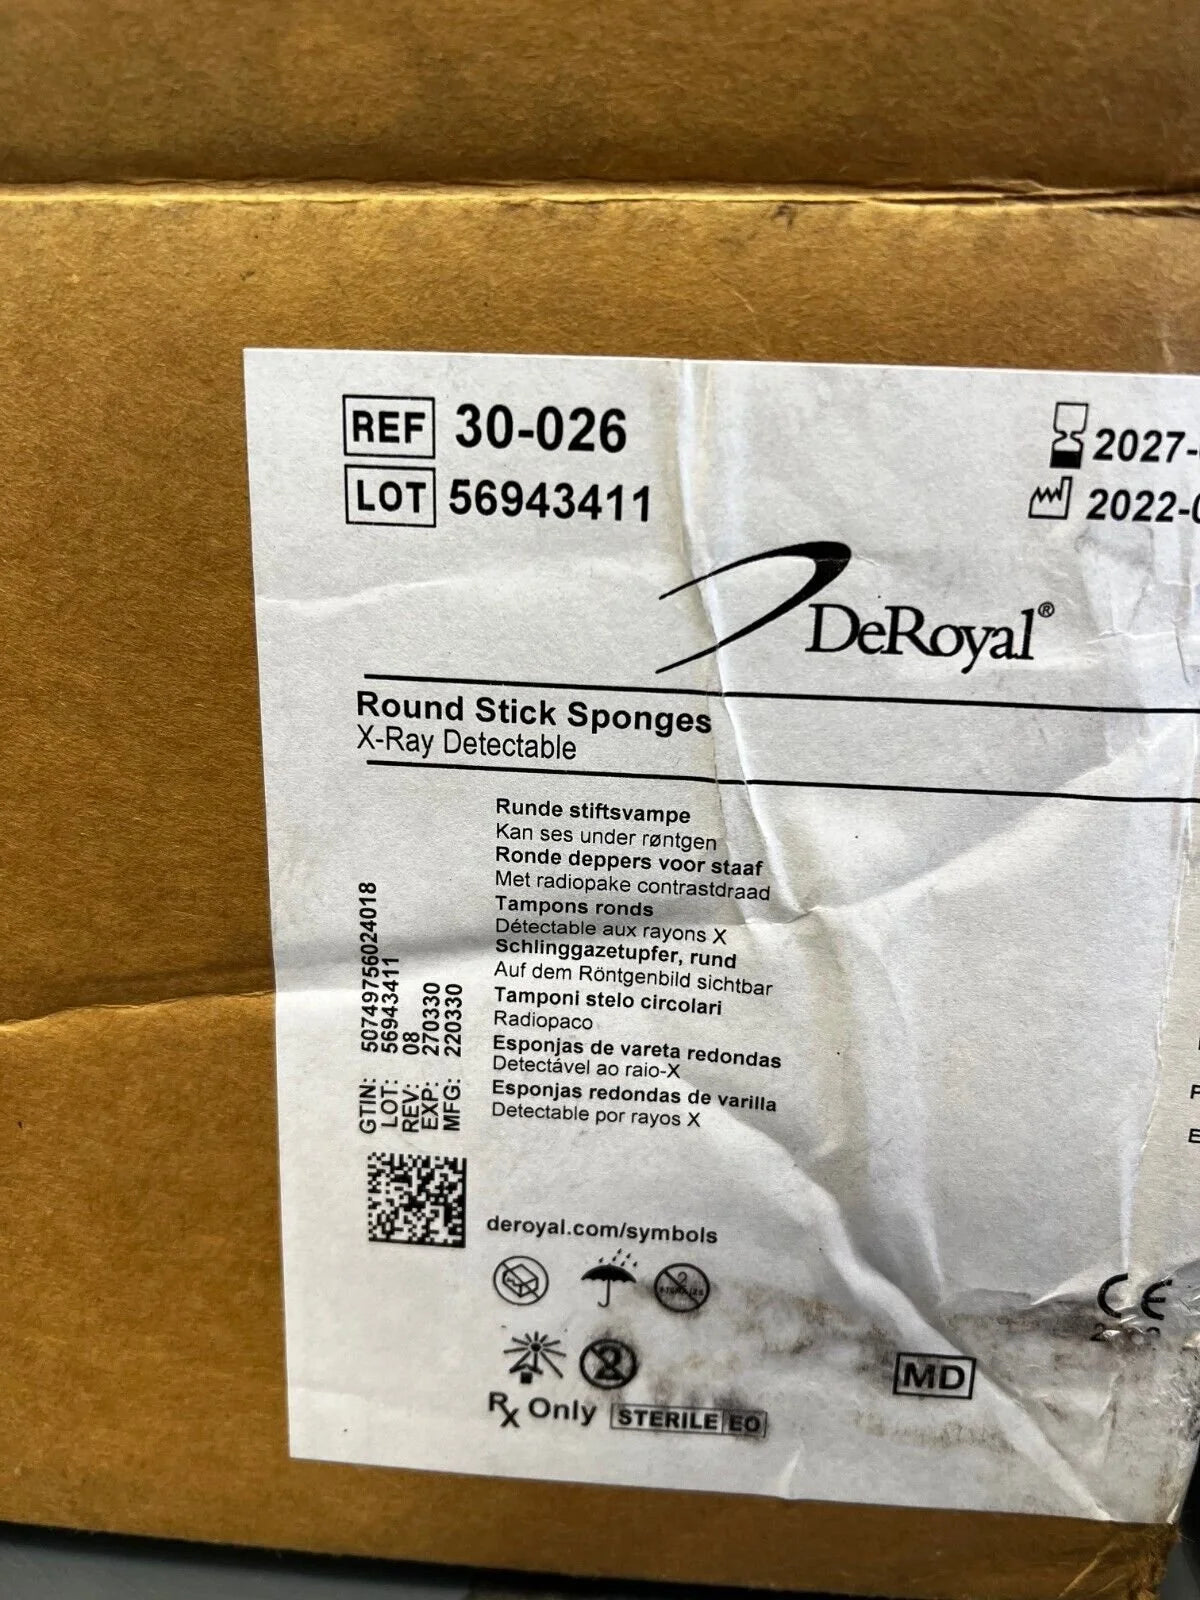 REF 30-026
LOT 56943411
2027-
2022-0
DeRoyal®
Round Stick Sponges
X-Ray Detectable
Runde stiftsvampe
Kan ses under røntgen
Ronde deppers voor staaf
Met radiopake contrastdraad
Tampons ronds
Détectable aux rayons X
Schlinggazetupfer, rund
Auf dem Röntgenbild sichtbar
Tamponi stelo circolari
Radiopaco
Esponjas de vareta redondas
Detectável ao raio-X
Esponjas redondas de varilla
Detectable por rayos X
GTIN: 50749756024018
LOT: 56943411
REV: 08
EXP: 270330
MFG: 220330
deroyal.com/symbols
2
2
Rx Only STERILE EO
MD
CE